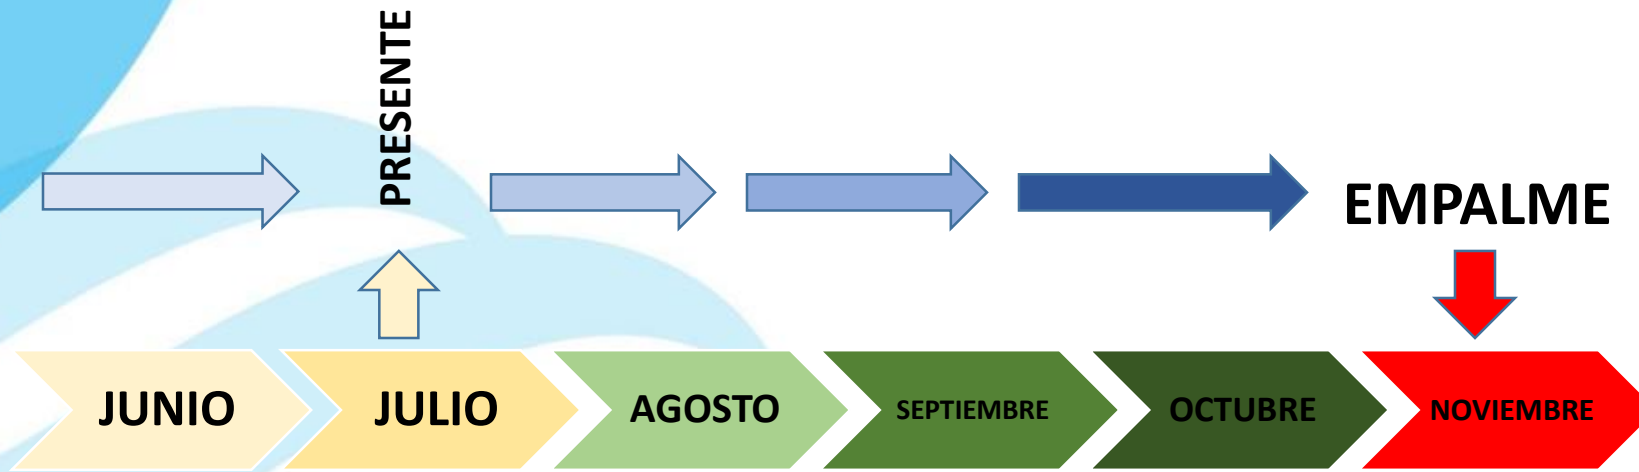 PRESENTE
EMPALME
JUNIO
JULIO
AGOSTO
SEPTIEMBRE
OCTUBRE
NOVIEMBRE